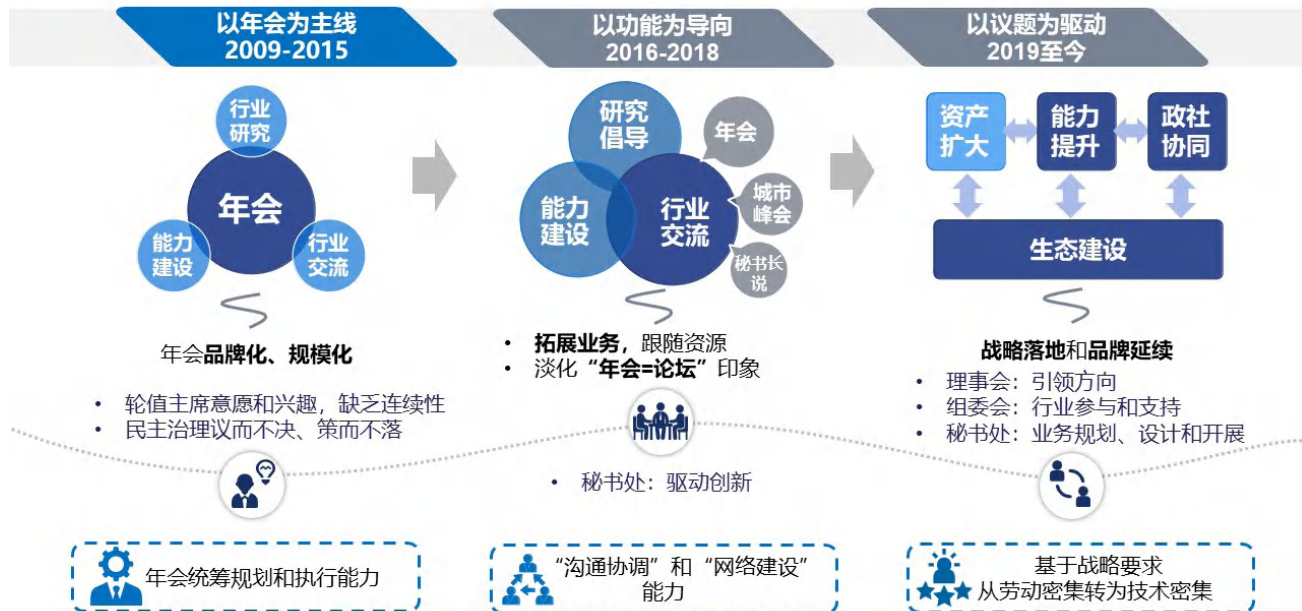 以年会为主线
2009-2015
行业
研究
年会
能力
建设
行业
交流
年会品牌化、规模化
• 轮值主席意愿和兴趣，缺乏连续性
• 民主治理议而不决、策而不落
年会统筹规划和执行能力
以功能为导向
2016-2018
研究
倡导
年会
能力
建设
行业
交流
城市
峰会
秘书长
说
• 拓展业务，跟随资源
• 淡化“年会=论坛”印象
• 秘书处：驱动创新
“沟通协调”和“网络建设”
能力
以议题为驱动
2019至今
资产
扩大
能力
提升
政社
协同
生态建设
战略落地和品牌延续
• 理事会：引领方向
• 组委会：行业参与和支持
• 秘书处：业务规划、设计和开展
基于战略要求
从劳动密集转为技术密集